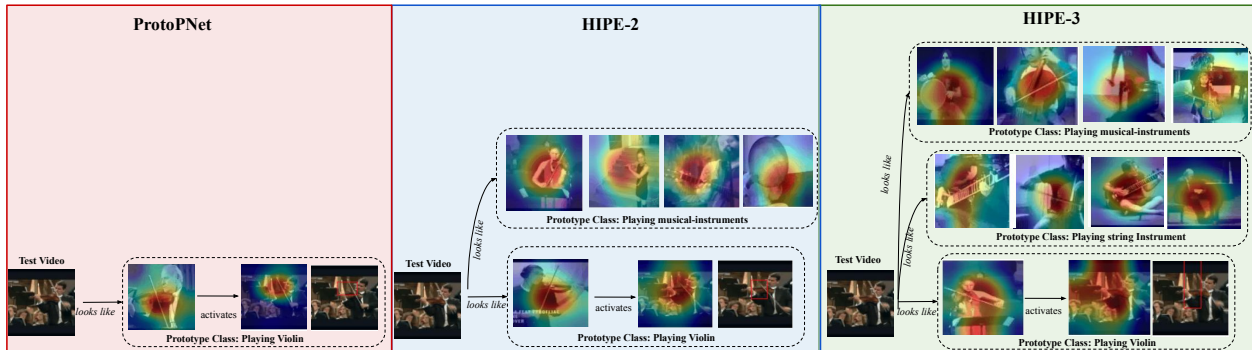 ProtoPNet
Test Video
looks like
activates
Prototype Class: Playing Violin
HIPE-2
Prototype Class: Playing musical-instruments
looks like
Test Video
looks like
activates
Prototype Class: Playing Violin
HIPE-3
Prototype Class: Playing musical-instruments
looks like
Prototype Class: Playing string Instrument
looks like
Test Video
looks like
activates
Prototype Class: Playing Violin